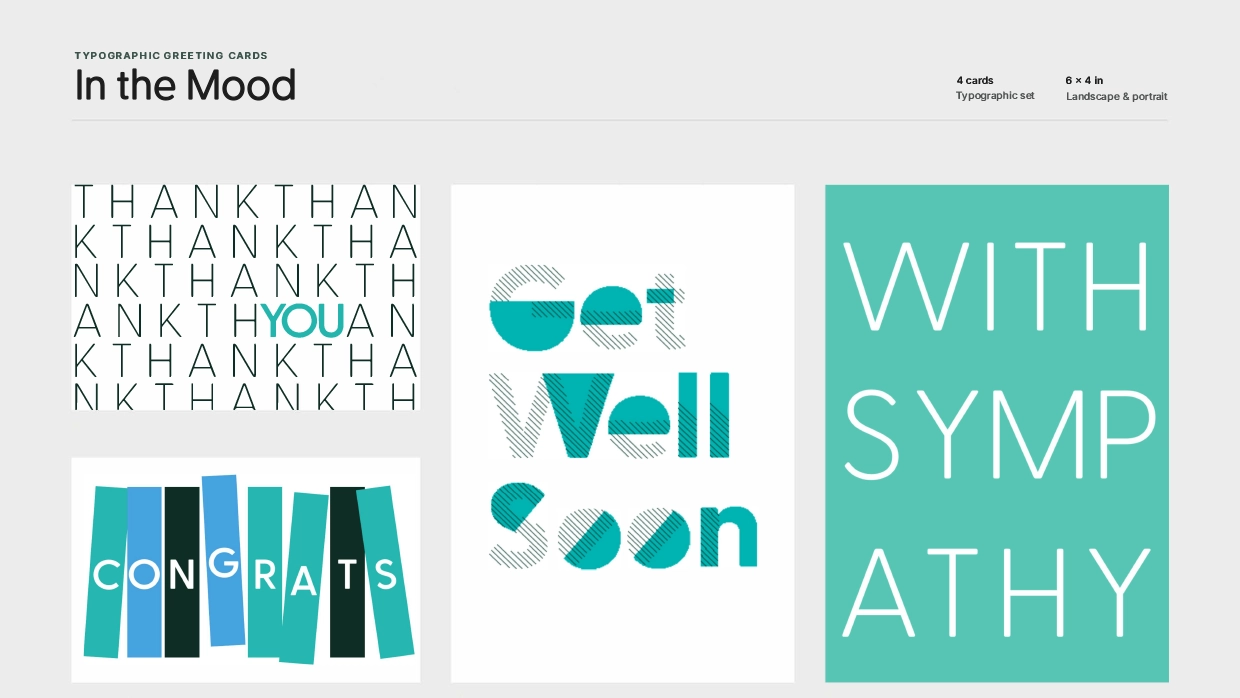 TYPOGRAPHIC GREETING CARDS
In the Mood
4 cards
Typographic set
6 × 4 in
Landscape & portrait
THANKTHAN
KTHANKTHA
NKTHANKTH
ANKTHYOUAN
KTHANKTHA
NKTHANKTH
CONGRATS
Get
Well
Soon
WITH
SYMP
ATHY